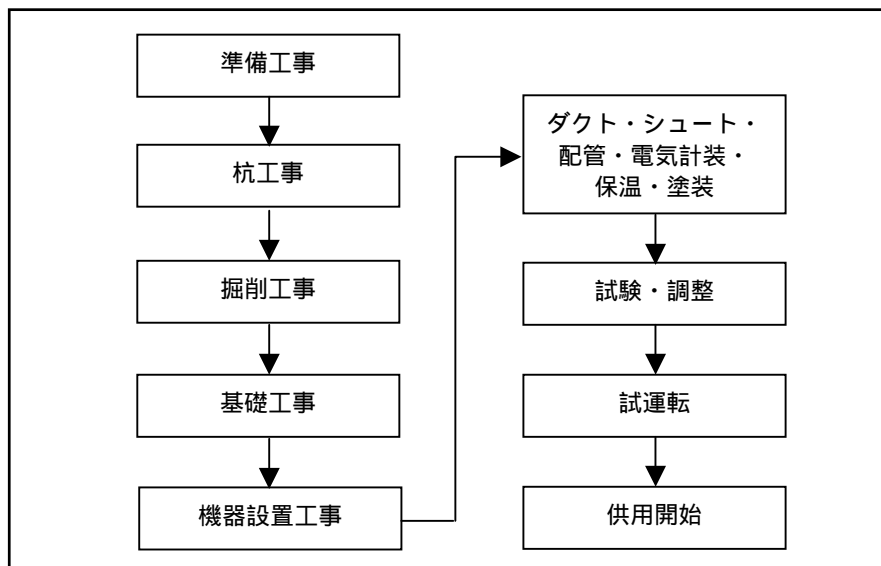 準備工事
杭工事
掘削工事
基礎工事
機器設置工事
ダクト・シュート・
配管・電気計装・
保温・塗装
試験・調整
試運転
供用開始